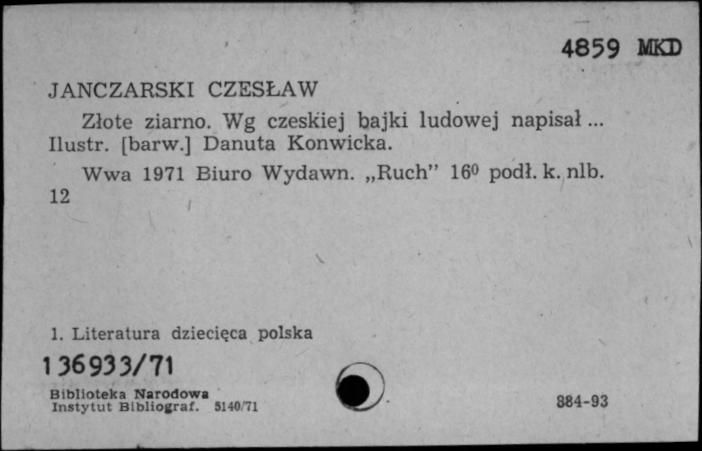 4859 MKD
JANCZARSKI CZESŁAW
Złote ziarno. Wg czeskiej bajki ludowej napisał ...
Ilustr. [barw.] Danuta Konwicka.
Wwa 1971 Biuro Wydawn. „Ruch” 16⁰ podł. k. nlb.
12
1. Literatura dziecięca polska
136933/71
Biblioteka Narodowa
Instytut Bibliograf. 5140/71
884-93